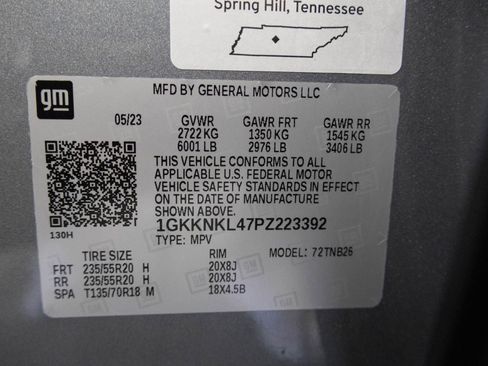 Spring Hill, Tennessee
gm
MFD BY GENERAL MOTORS LLC
05/23 GVWR GAWR FRT GAWR RR
2722 KG 1350 KG 1545 KG
6001 LB 2976 LB 3406 LB
THIS VEHICLE CONFORMS TO ALL
APPLICABLE U.S. FEDERAL MOTOR
VEHICLE SAFETY STANDARDS IN EFFECT
ON THE DATE OF MANUFACTURE
SHOWN ABOVE.
1GKKNKL47PZ223392
130H
TYPE: MPV
TIRE SIZE RIM MODEL: 72TNB26
FRT 235/55R20 H 20X8J
RR 235/55R20 H 20X8J
SPA T135/70R18 M 18X4.5B